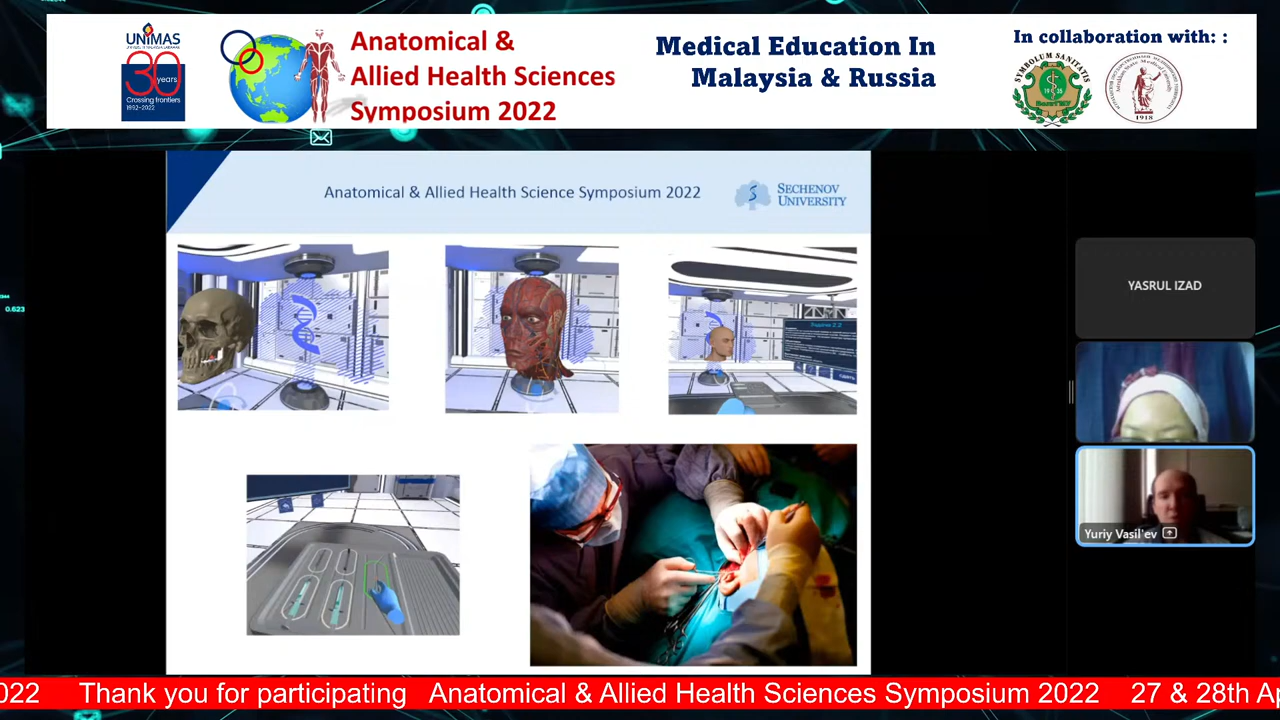 UNIMAS
30
years
Crossing frontiers
1992-2022
Anatomical &
Allied Health Sciences
Symposium 2022
Medical Education In
Malaysia & Russia
In collaboration with: :
SYMBOLUM SANITATIS
1935
1918
Anatomical & Allied Health Science Symposium 2022
SECHENOV
UNIVERSITY
0.623
YASRUL IZAD
Yuriy Vasil'ev
022 Thank you for participating Anatomical & Allied Health Sciences Symposium 2022 27 & 28th Ap